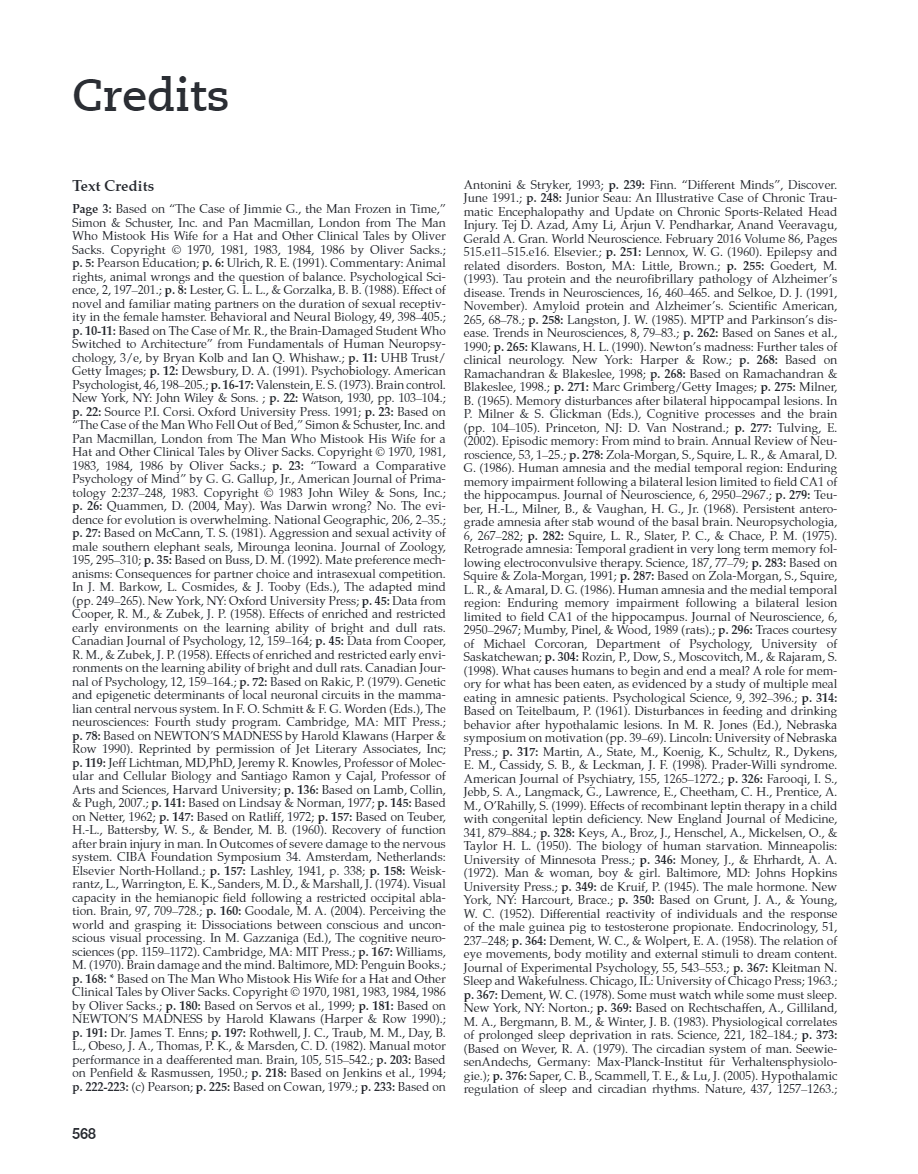 Credits
Text Credits
Page 3: Based on “The Case of Jimmie G., the Man Frozen in Time,”
Simon & Schuster, Inc. and Pan Macmillan, London from The Man
Who Mistook His Wife for a Hat and Other Clinical Tales by Oliver
Sacks. Copyright © 1970, 1981, 1983, 1984, 1986 by Oliver Sacks.;
p. 5: Pearson Education; p. 6: Ulrich, R. E. (1991). Commentary: Animal
rights, animal wrongs and the question of balance. Psychological Sci-
ence, 2, 197–201.; p. 8: Lester, G. L. L., & Gorzalka, B. B. (1988). Effect of
novel and familiar mating partners on the duration of sexual receptiv-
ity in the female hamster. Behavioral and Neural Biology, 49, 398–405.;
p. 10-11: Based on The Case of Mr. R., the Brain-Damaged Student Who
Switched to Architecture” from Fundamentals of Human Neuropsy-
chology, 3/e, by Bryan Kolb and Ian Q. Whishaw.; p. 11: UHB Trust/
Getty Images; p. 12: Dewsbury, D. A. (1991). Psychobiology. American
Psychologist, 46, 198–205.; p. 16-17: Valenstein, E. S. (1973). Brain control.
New York, NY: John Wiley & Sons. ; p. 22: Watson, 1930, pp. 103–104.;
p. 22: Source P.I. Corsi. Oxford University Press. 1991; p. 23: Based on
“The Case of the Man Who Fell Out of Bed,” Simon & Schuster, Inc. and
Pan Macmillan, London from The Man Who Mistook His Wife for a
Hat and Other Clinical Tales by Oliver Sacks. Copyright © 1970, 1981,
1983, 1984, 1986 by Oliver Sacks.; p. 23: “Toward a Comparative
Psychology of Mind” by G. G. Gallup, Jr., American Journal of Prima-
tology 2:237–248, 1983. Copyright © 1983 John Wiley & Sons, Inc.;
p. 26: Quammen, D. (2004, May). Was Darwin wrong? No. The evi-
dence for evolution is overwhelming. National Geographic, 206, 2–35.;
p. 27: Based on McCann, T. S. (1981). Aggression and sexual activity of
male southern elephant seals, Mirounga leonina. Journal of Zoology,
195, 295–310; p. 35: Based on Buss, D. M. (1992). Mate preference mech-
anisms: Consequences for partner choice and intrasexual competition.
In J. M. Barkow, L. Cosmides, & J. Tooby (Eds.), The adapted mind
(pp. 249–265). New York, NY: Oxford University Press; p. 45: Data from
Cooper, R. M., & Zubek, J. P. (1958). Effects of enriched and restricted
early environments on the learning ability of bright and dull rats.
Canadian Journal of Psychology, 12, 159–164; p. 45: Data from Cooper,
R. M., & Zubek, J. P. (1958). Effects of enriched and restricted early envi-
ronments on the learning ability of bright and dull rats. Canadian Jour-
nal of Psychology, 12, 159–164.; p. 72: Based on Rakic, P. (1979). Genetic
and epigenetic determinants of local neuronal circuits in the mamma-
lian central nervous system. In F. O. Schmitt & F. G. Worden (Eds.), The
neurosciences: Fourth study program. Cambridge, MA: MIT Press.;
p. 78: Based on NEWTON’S MADNESS by Harold Klawans (Harper &
Row 1990). Reprinted by permission of Jet Literary Associates, Inc;
p. 119: Jeff Lichtman, MD,PhD, Jeremy R. Knowles, Professor of Molec-
ular and Cellular Biology and Santiago Ramon y Cajal, Professor of
Arts and Sciences, Harvard University; p. 136: Based on Lamb, Collin,
& Pugh, 2007.; p. 141: Based on Lindsay & Norman, 1977; p. 145: Based
on Netter, 1962; p. 147: Based on Ratliff, 1972; p. 157: Based on Teuber,
H.-L., Battersby, W. S., & Bender, M. B. (1960). Recovery of function
after brain injury in man. In Outcomes of severe damage to the nervous
system. CIBA Foundation Symposium 34. Amsterdam, Netherlands:
Elsevier North-Holland.; p. 157: Lashley, 1941, p. 338; p. 158: Weisk-
rantz, L., Warrington, E. K., Sanders, M. D., & Marshall, J. (1974). Visual
capacity in the hemianopic field following a restricted occipital abla-
tion. Brain, 97, 709–728.; p. 160: Goodale, M. A. (2004). Perceiving the
world and grasping it: Dissociations between conscious and uncon-
scious visual processing. In M. Gazzaniga (Ed.), The cognitive neuro-
sciences (pp. 1159–1172). Cambridge, MA: MIT Press.; p. 167: Williams,
M. (1970). Brain damage and the mind. Baltimore, MD: Penguin Books.;
p. 168: * Based on The Man Who Mistook His Wife for a Hat and Other
Clinical Tales by Oliver Sacks. Copyright © 1970, 1981, 1983, 1984, 1986
by Oliver Sacks.; p. 180: Based on Servos et al., 1999; p. 181: Based on
NEWTON’S MADNESS by Harold Klawans (Harper & Row 1990).;
p. 191: Dr. James T. Enns; p. 197: Rothwell, J. C., Traub, M. M., Day, B.
L., Obeso, J. A., Thomas, P. K., & Marsden, C. D. (1982). Manual motor
performance in a deafferented man. Brain, 105, 515–542.; p. 203: Based
on Penfield & Rasmussen, 1950.; p. 218: Based on Jenkins et al., 1994;
p. 222-223: (c) Pearson; p. 225: Based on Cowan, 1979.; p. 233: Based on
Antonini & Stryker, 1993; p. 239: Finn. “Different Minds”, Discover.
June 1991.; p. 248: Junior Seau: An Illustrative Case of Chronic Trau-
matic Encephalopathy and Update on Chronic Sports-Related Head
Injury. Tej D. Azad, Amy Li, Arjun V. Pendharkar, Anand Veeravagu,
Gerald A. Gran. World Neuroscience. February 2016 Volume 86, Pages
515.e11–515.e16. Elsevier.; p. 251: Lennox, W. G. (1960). Epilepsy and
related disorders. Boston, MA: Little, Brown.; p. 255: Goedert, M.
(1993). Tau protein and the neurofibrillary pathology of Alzheimer’s
disease. Trends in Neurosciences, 16, 460–465. and Selkoe, D. J. (1991,
November). Amyloid protein and Alzheimer’s. Scientific American,
265, 68–78.; p. 258: Langston, J. W. (1985). MPTP and Parkinson’s dis-
ease. Trends in Neurosciences, 8, 79–83.; p. 262: Based on Sanes et al.,
1990; p. 265: Klawans, H. L. (1990). Newton’s madness: Further tales of
clinical neurology. New York: Harper & Row.; p. 268: Based on
Ramachandran & Blakeslee, 1998; p. 268: Based on Ramachandran &
Blakeslee, 1998.; p. 271: Marc Grimberg/Getty Images; p. 275: Milner,
B. (1965). Memory disturbances after bilateral hippocampal lesions. In
P. Milner & S. Glickman (Eds.), Cognitive processes and the brain
(pp. 104–105). Princeton, NJ: D. Van Nostrand.; p. 277: Tulving, E.
(2002). Episodic memory: From mind to brain. Annual Review of Neu-
roscience, 53, 1–25.; p. 278: Zola-Morgan, S., Squire, L. R., & Amaral, D.
G. (1986). Human amnesia and the medial temporal region: Enduring
memory impairment following a bilateral lesion limited to field CA1 of
the hippocampus. Journal of Neuroscience, 6, 2950–2967.; p. 279: Teu-
ber, H.-L., Milner, B., & Vaughan, H. G., Jr. (1968). Persistent antero-
grade amnesia after stab wound of the basal brain. Neuropsychologia,
6, 267–282; p. 282: Squire, L. R., Slater, P. C., & Chace, P. M. (1975).
Retrograde amnesia: Temporal gradient in very long term memory fol-
lowing electroconvulsive therapy. Science, 187, 77–79; p. 283: Based on
Squire & Zola-Morgan, 1991; p. 287: Based on Zola-Morgan, S., Squire,
L. R., & Amaral, D. G. (1986). Human amnesia and the medial temporal
region: Enduring memory impairment following a bilateral lesion
limited to field CA1 of the hippocampus. Journal of Neuroscience, 6,
2950–2967; Mumby, Pinel, & Wood, 1989 (rats).; p. 296: Traces courtesy
of Michael Corcoran, Department of Psychology, University of
Saskatchewan; p. 304: Rozin, P., Dow, S., Moscovitch, M., & Rajaram, S.
(1998). What causes humans to begin and end a meal? A role for mem-
ory for what has been eaten, as evidenced by a study of multiple meal
eating in amnesic patients. Psychological Science, 9, 392–396.; p. 314:
Based on Teitelbaum, P. (1961). Disturbances in feeding and drinking
behavior after hypothalamic lesions. In M. R. Jones (Ed.), Nebraska
symposium on motivation (pp. 39–69). Lincoln: University of Nebraska
Press.; p. 317: Martin, A., State, M., Koenig, K., Schultz, R., Dykens,
E. M., Cassidy, S. B., & Leckman, J. F. (1998). Prader-Willi syndrome.
American Journal of Psychiatry, 155, 1265–1272.; p. 326: Farooqi, I. S.,
Jebb, S. A., Langmack, G., Lawrence, E., Cheetham, C. H., Prentice, A.
M., O’Rahilly, S. (1999). Effects of recombinant leptin therapy in a child
with congenital leptin deficiency. New England Journal of Medicine,
341, 879–884.; p. 328: Keys, A., Broz, J., Henschel, A., Mickelsen, O., &
Taylor H. L. (1950). The biology of human starvation. Minneapolis:
University of Minnesota Press.; p. 346: Money, J., & Ehrhardt, A. A.
(1972). Man & woman, boy & girl. Baltimore, MD: Johns Hopkins
University Press.; p. 349: de Kruif, P. (1945). The male hormone. New
York, NY: Harcourt, Brace.; p. 350: Based on Grunt, J. A., & Young,
W. C. (1952). Differential reactivity of individuals and the response
of the male guinea pig to testosterone propionate. Endocrinology, 51,
237–248; p. 364: Dement, W. C., & Wolpert, E. A. (1958). The relation of
eye movements, body motility and external stimuli to dream content.
Journal of Experimental Psychology, 55, 543–553.; p. 367: Kleitman N.
Sleep and Wakefulness. Chicago, IL: University of Chicago Press; 1963.;
p. 367: Dement, W. C. (1978). Some must watch while some must sleep.
New York, NY: Norton.; p. 369: Based on Rechtschaffen, A., Gilliland,
M. A., Bergmann, B. M., & Winter, J. B. (1983). Physiological correlates
of prolonged sleep deprivation in rats. Science, 221, 182–184.; p. 373:
(Based on Wever, R. A. (1979). The circadian system of man. Seewie-
senAndechs, Germany: Max-Planck-Institut für Verhaltensphysiolo-
gie.); p. 376: Saper, C. B., Scammell, T. E., & Lu, J. (2005). Hypothalamic
regulation of sleep and circadian rhythms. Nature, 437, 1257–1263.;
568